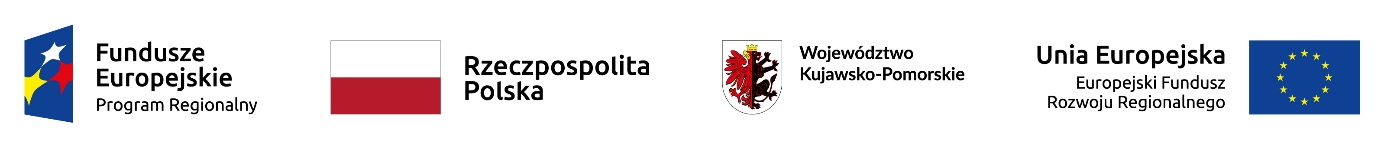 Fundusze
Europejskie
Program Regionalny
Rzeczpospolita
Polska
Województwo
Kujawsko-Pomorskie
Unia Europejska
Europejski Fundusz
Rozwoju Regionalnego